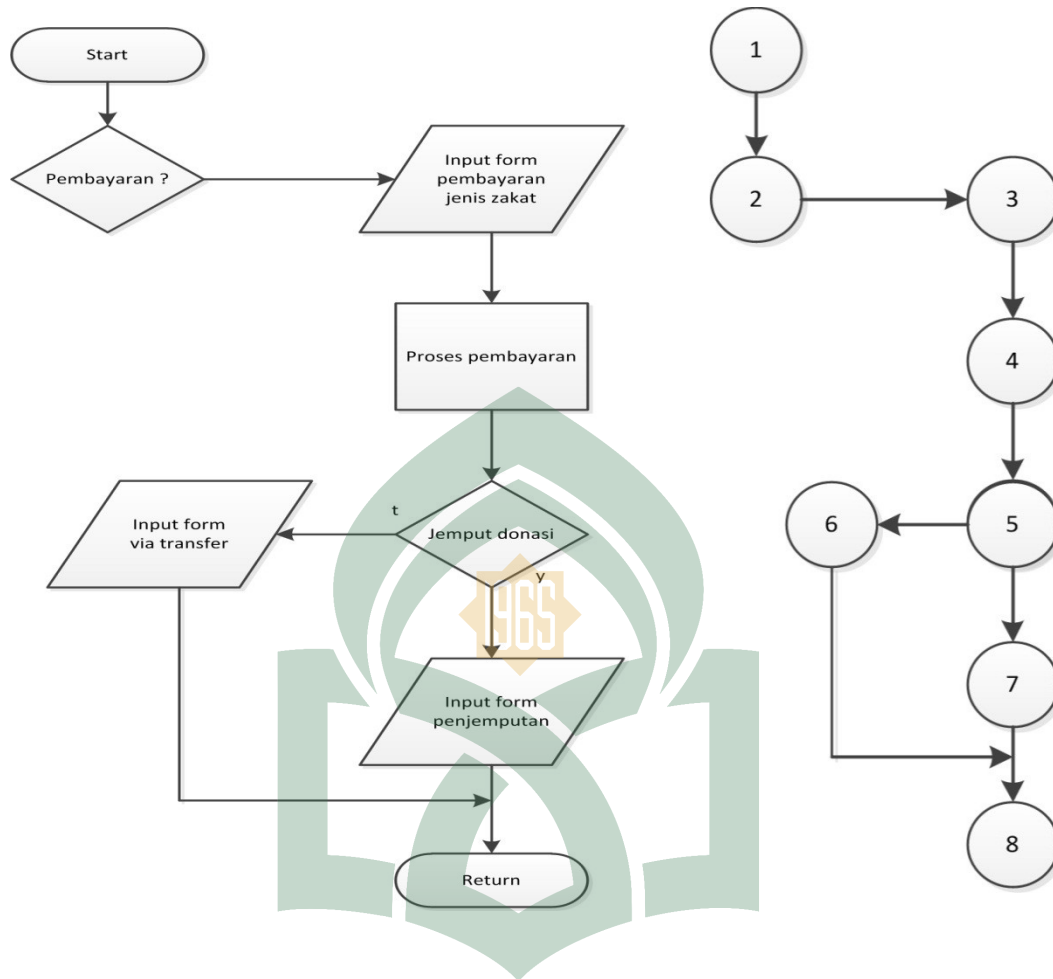 Start
Pembayaran ?
Input form
pembayaran
jenis zakat
Proses pembayaran
t
Jemput donasi
y
Input form
via transfer
Input form
penjemputan
Return
1965
1
2
3
4
5
6
7
8